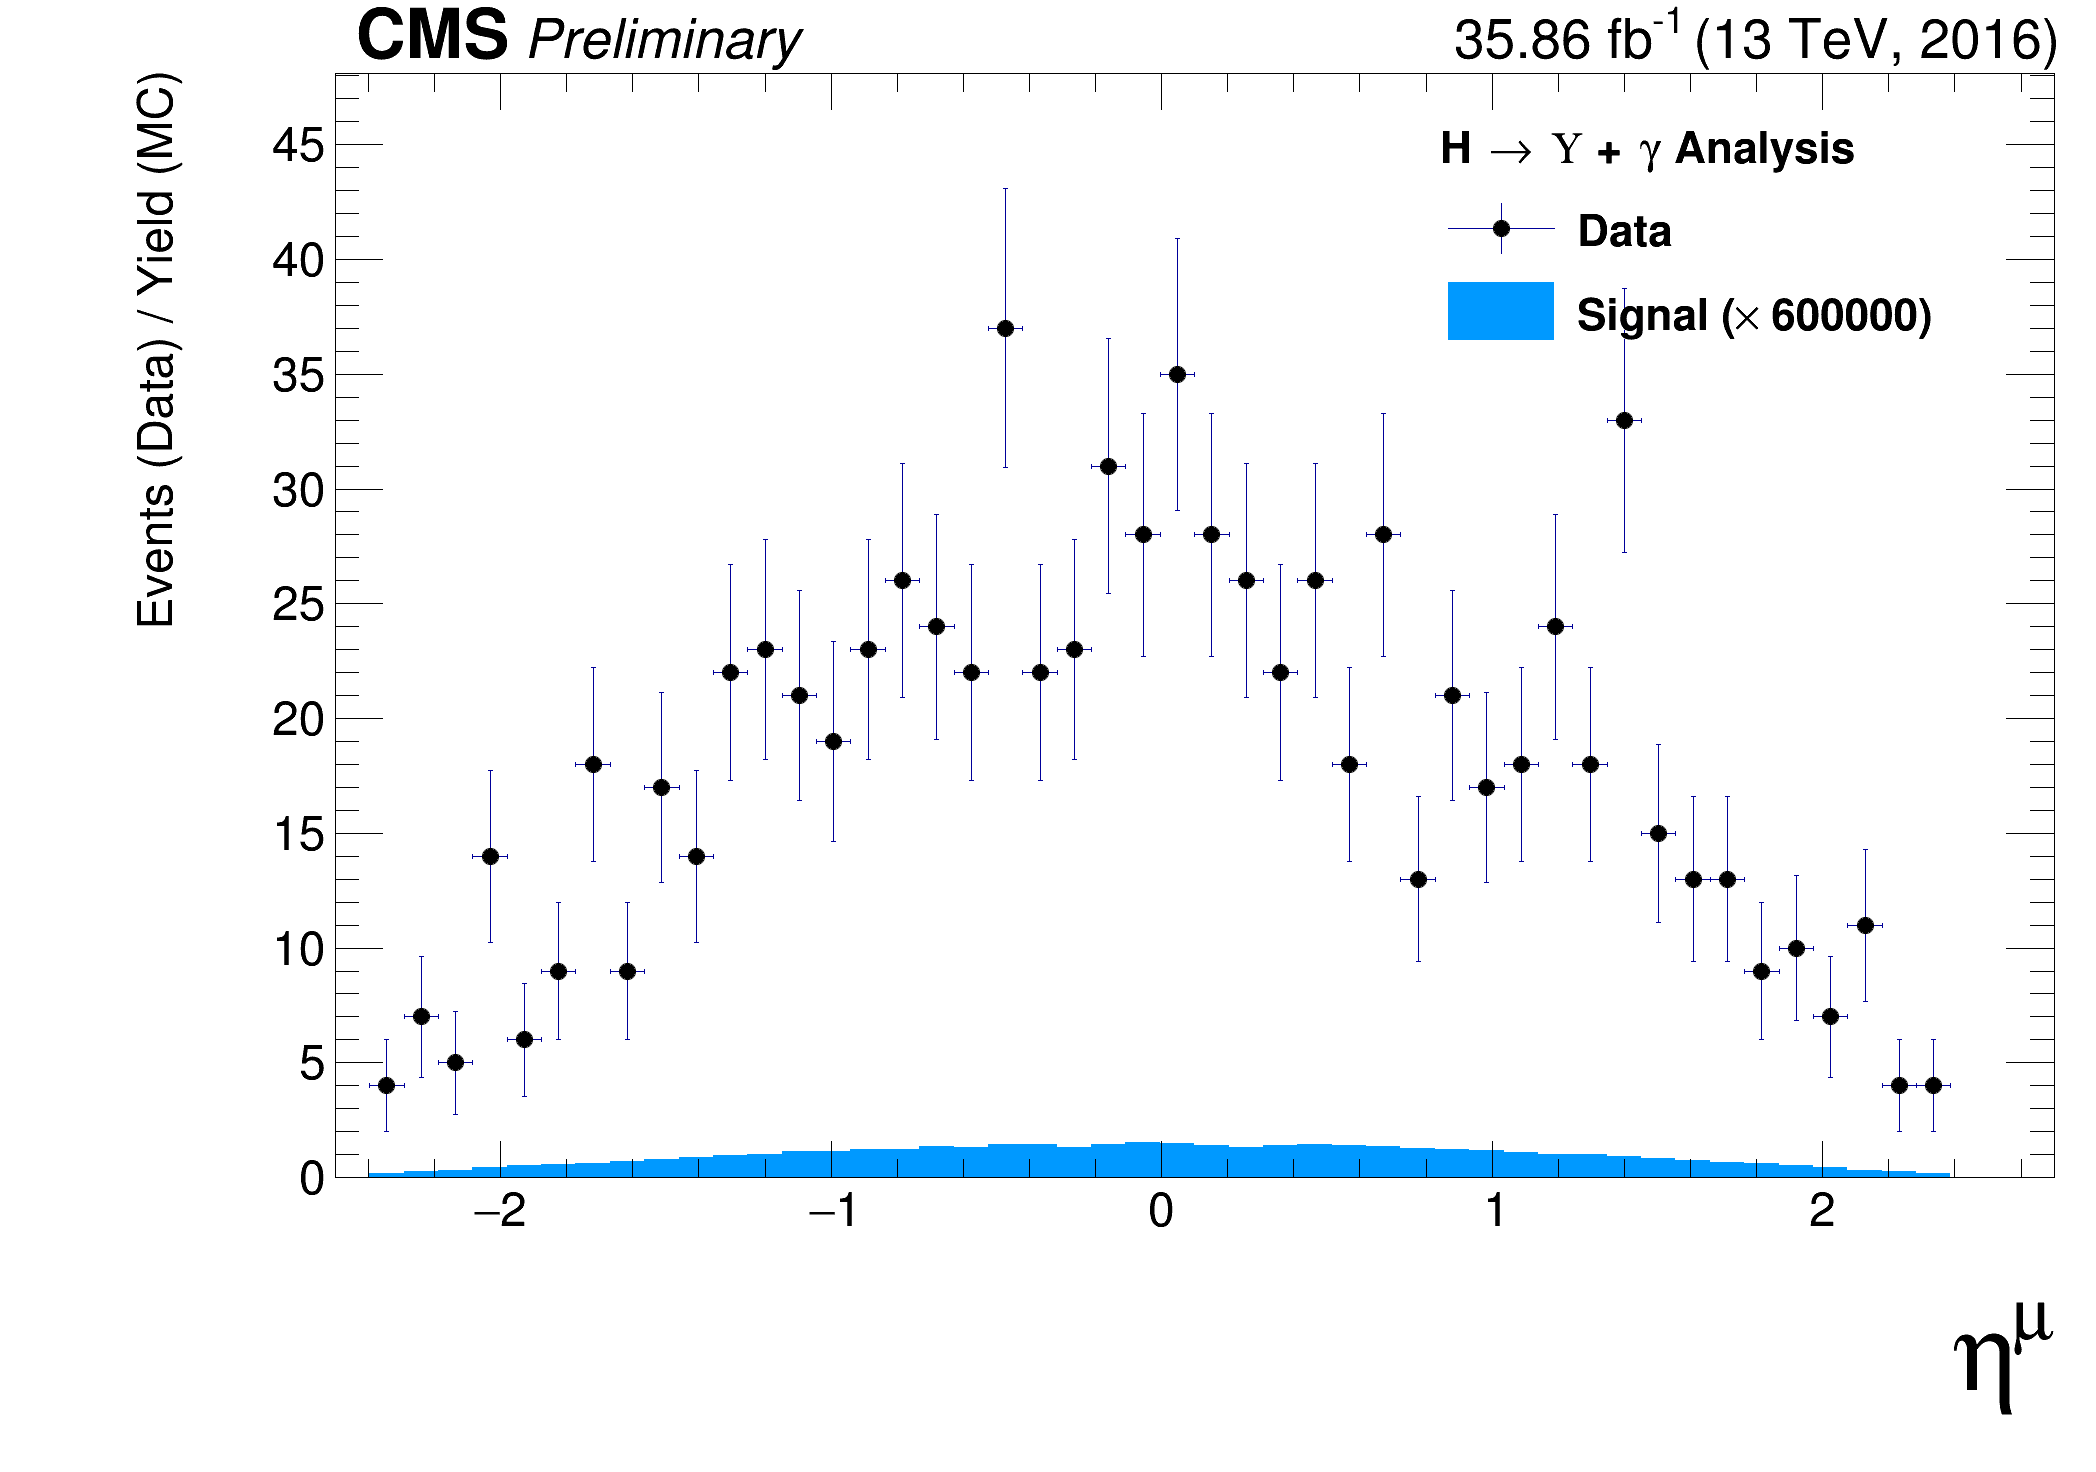 CMS Preliminary
35.86 fb-1 (13 TeV, 2016)
Events (Data) / Yield (MC)
H → Υ + γ Analysis
Data
Signal (× 600000)
45
40
35
30
25
20
15
10
5
0
−2 −1 0 1 2
ημ